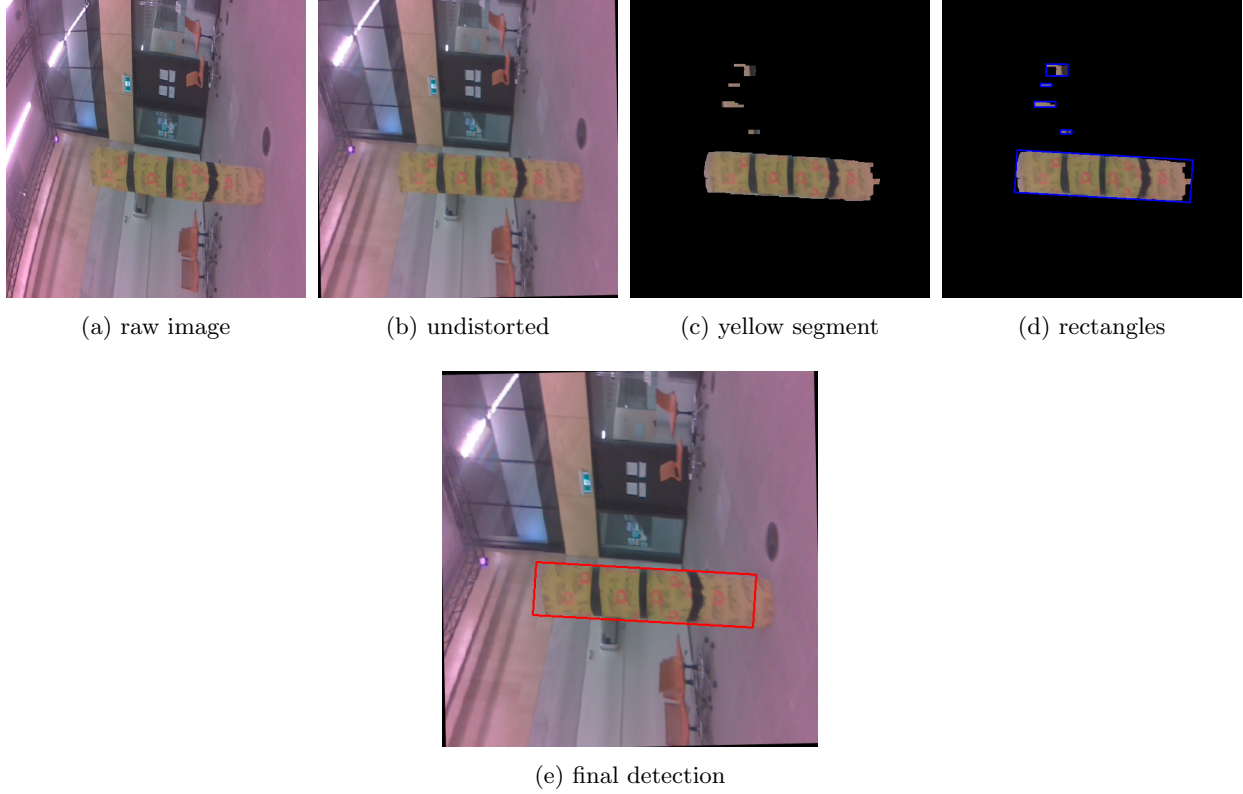 (a) raw image
(b) undistorted
(c) yellow segment
(d) rectangles
(e) final detection